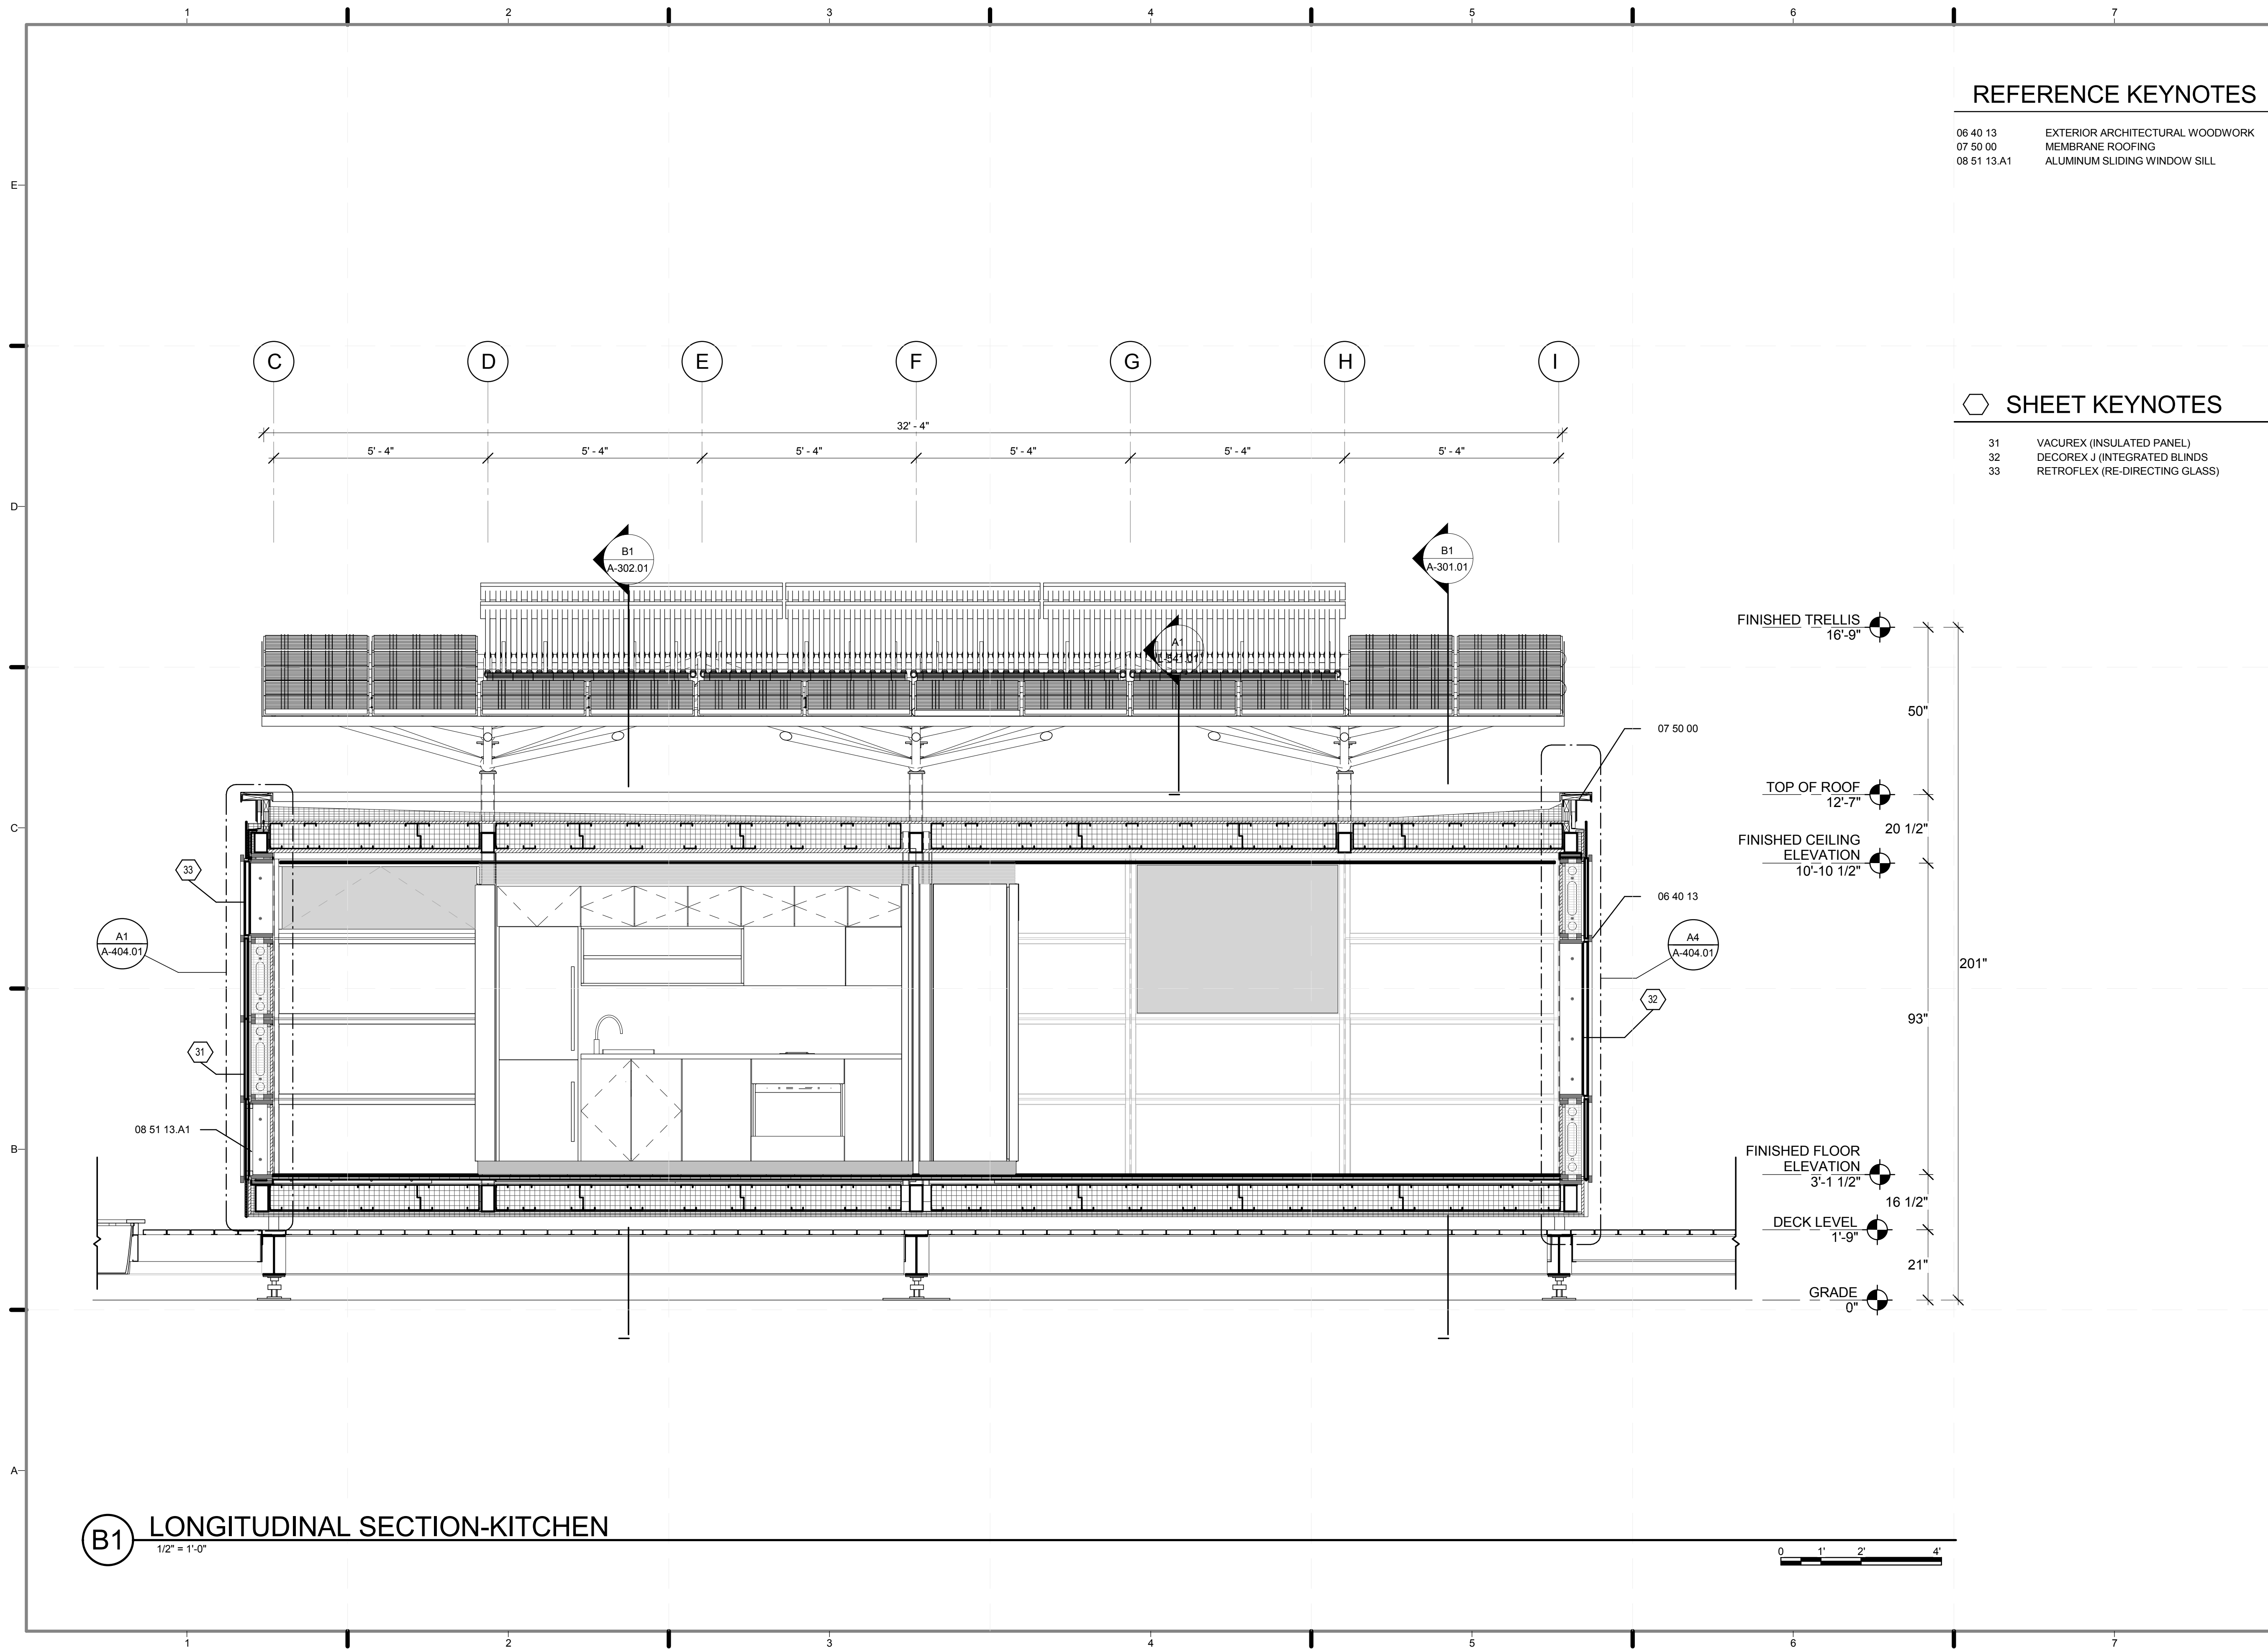 1 2 3 4 5 6 7
REFERENCE KEYNOTES
06 40 13 EXTERIOR ARCHITECTURAL WOODWORK
07 50 00 MEMBRANE ROOFING
08 51 13.A1 ALUMINUM SLIDING WINDOW SILL
E
C D E F G H I
SHEET KEYNOTES
32' - 4"
5' - 4" 5' - 4" 5' - 4" 5' - 4" 5' - 4" 5' - 4"
31 VACUREX (INSULATED PANEL)
32 DECOREX J (INTEGRATED BLINDS
33 RETROFLEX (RE-DIRECTING GLASS)
D
B1
A-302.01
B1
A-301.01
A1
FINISHED TRELLIS
16'-9"
50"
07 50 00
TOP OF ROOF
12'-7"
C
20 1/2"
FINISHED CEILING
ELEVATION
10'-10 1/2"
33
06 40 13
A1
A-404.01
A4
A-404.01
201"
32
93"
31
08 51 13.A1
B
FINISHED FLOOR
ELEVATION
3'-1 1/2"
16 1/2"
DECK LEVEL
1'-9"
21"
GRADE
0"
A
B1
LONGITUDINAL SECTION-KITCHEN
1/2" = 1'-0"
0 1' 2' 4'
1 2 3 4 5 6 7